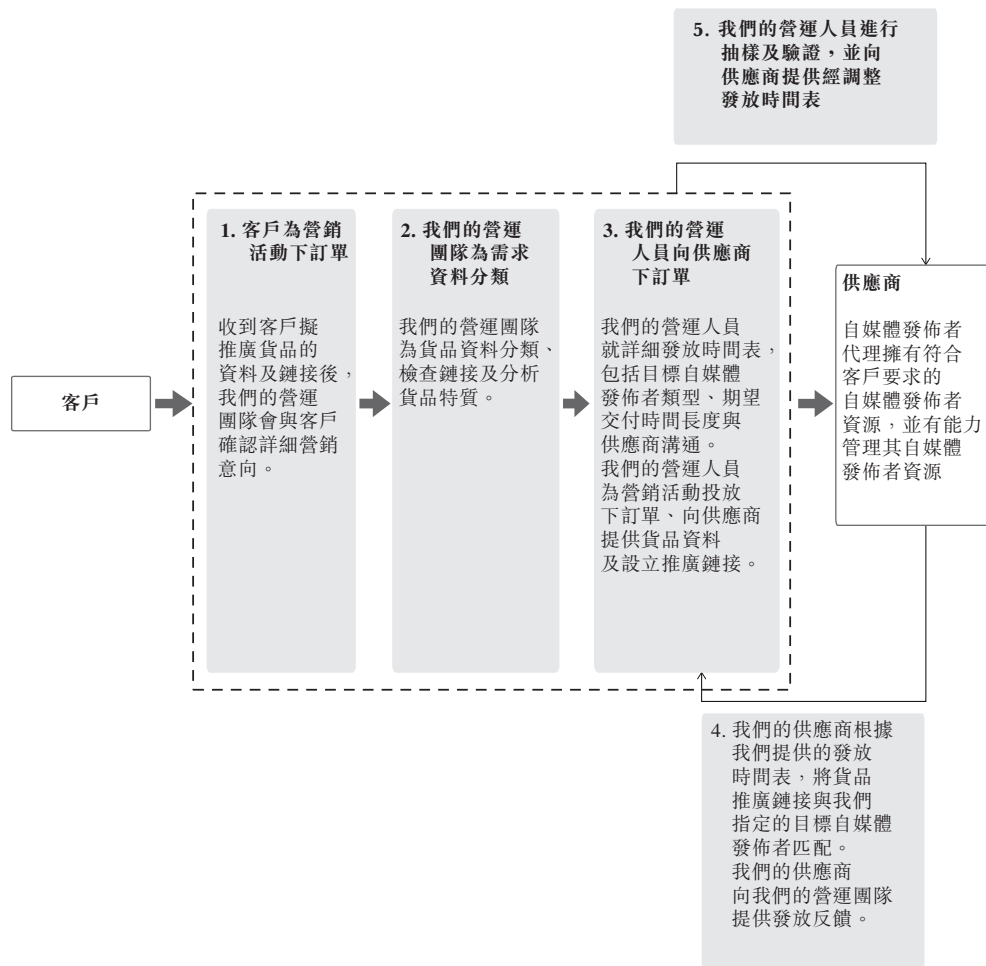 客戶
1. 客戶為營銷
活動下訂單
收到客戶擬
推廣貨品的
資料及鏈接後，
我們的營運
團隊會與客戶
確認詳細營銷
意向。
2. 我們的營運
團隊為需求
資料分類
我們的營運團隊
為貨品資料分類、
檢查鏈接及分析
貨品特質。
3. 我們的營運
人員向供應商
下訂單
我們的營運人員
就詳細發放時間表，
包括目標自媒體
發佈者類型、期望
交付時間長度與
供應商溝通。
我們的營運人員
為營銷活動投放
下訂單、向供應商
提供貨品資料
及設立推廣鏈接。
供應商
自媒體發佈者
代理擁有符合
客戶要求的
自媒體發佈者
資源，並有能力
管理其自媒體
發佈者資源
4. 我們的供應商根據
我們提供的發放
時間表，將貨品
推廣鏈接與我們
指定的目標自媒體
發佈者匹配。
我們的供應商
向我們的營運團隊
提供發放反饋。
5. 我們的營運人員進行
抽樣及驗證，並向
供應商提供經調整
發放時間表